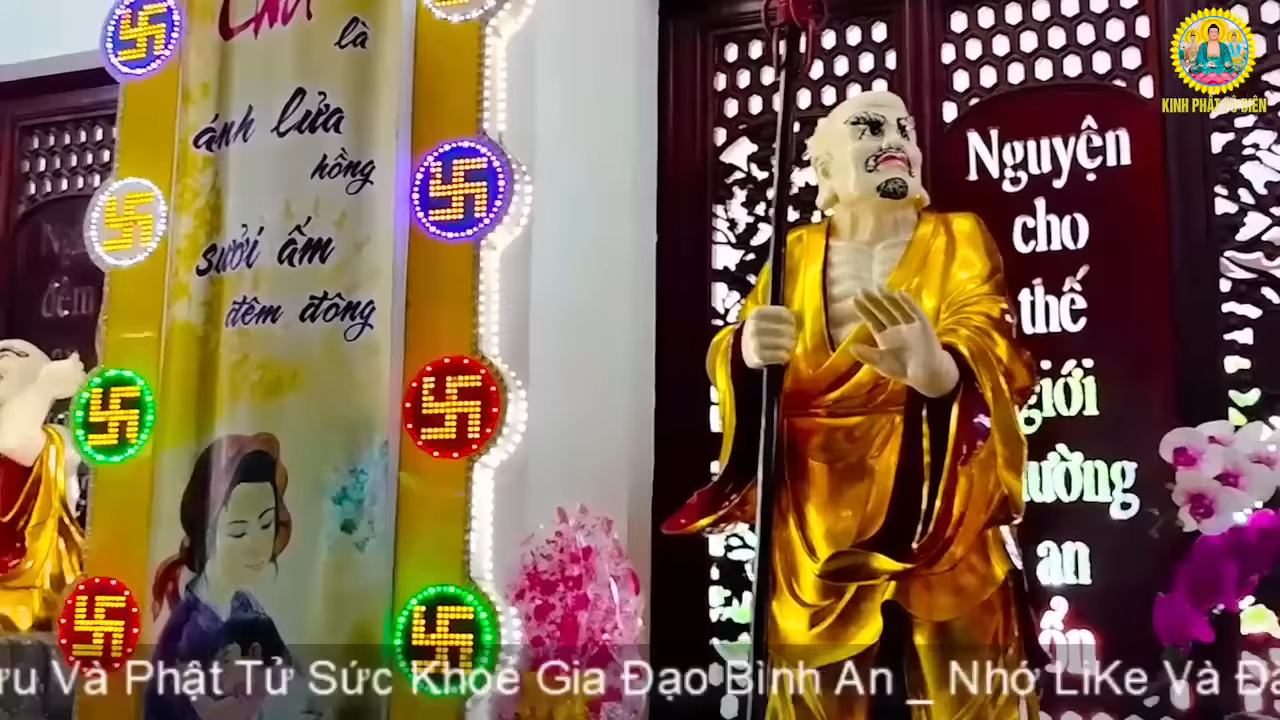 là
ánh lửa
hồng
sưởi ấm
đêm đông
Nguyện
cho
thế
giới
an
ổn
KINH PHẬT
Và Phật Tử Sức Khoẻ Gia Đạo Bình An _ Nhớ LiKe Và